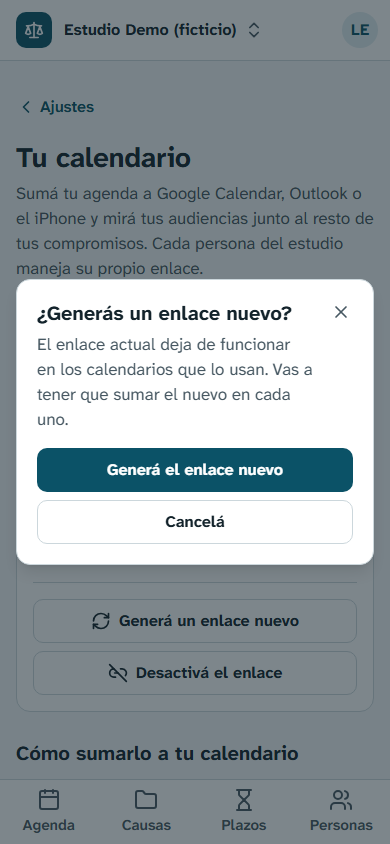 Estudio Demo (ficticio)
LE
Ajustes
Tu calendario
Sumá tu agenda a Google Calendar, Outlook o
el iPhone y mirá tus audiencias junto al resto de
tus compromisos. Cada persona del estudio
maneja su propio enlace.
¿Generás un enlace nuevo?
El enlace actual deja de funcionar
en los calendarios que lo usan. Vas a
tener que sumar el nuevo en cada
uno.
Generá el enlace nuevo
Cancelá
Generá un enlace nuevo
Desactivá el enlace
Cómo sumarlo a tu calendario
Agenda
Causas
Plazos
Personas